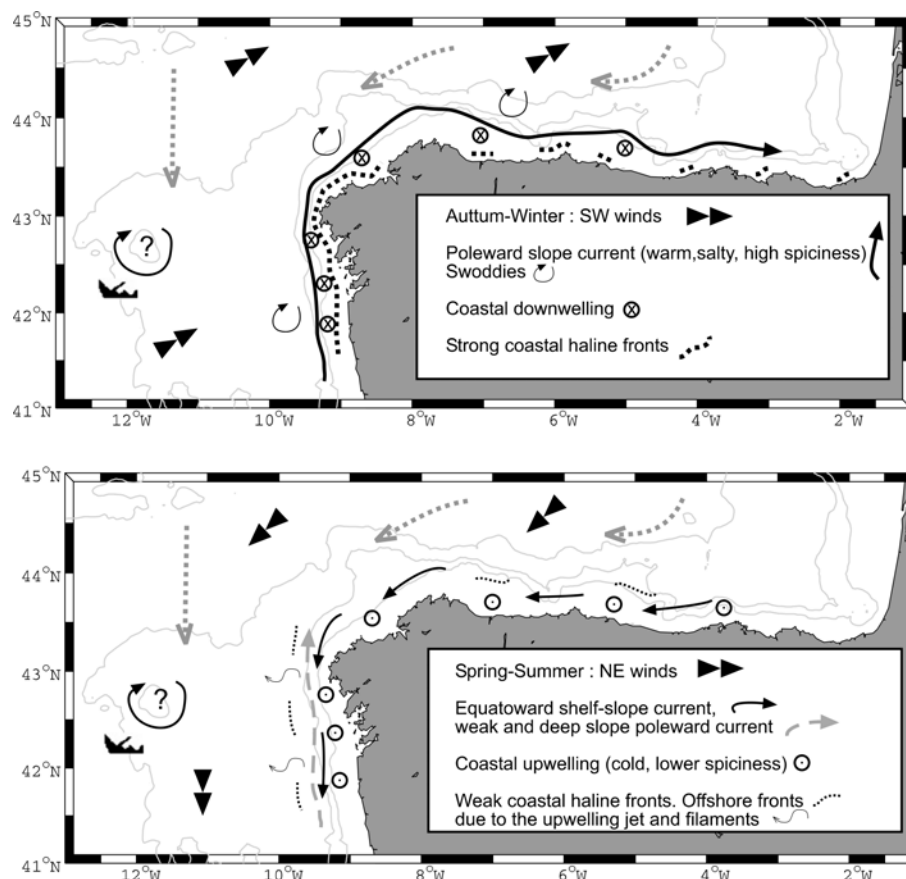 45°N
44°N
43°N
42°N
41°N
?
Auttum-Winter : SW winds
Poleward slope current (warm,salty, high spiciness)
Swoddies
Coastal downwelling
Strong coastal haline fronts
12°W 10°W 8°W 6°W 4°W 2°W
45°N
44°N
43°N
42°N
41°N
?
Spring-Summer : NE winds
Equatoward shelf-slope current,
weak and deep slope poleward current
Coastal upwelling (cold, lower spiciness)
Weak coastal haline fronts. Offshore fronts
due to the upwelling jet and filaments
12°W 10°W 8°W 6°W 4°W 2°W